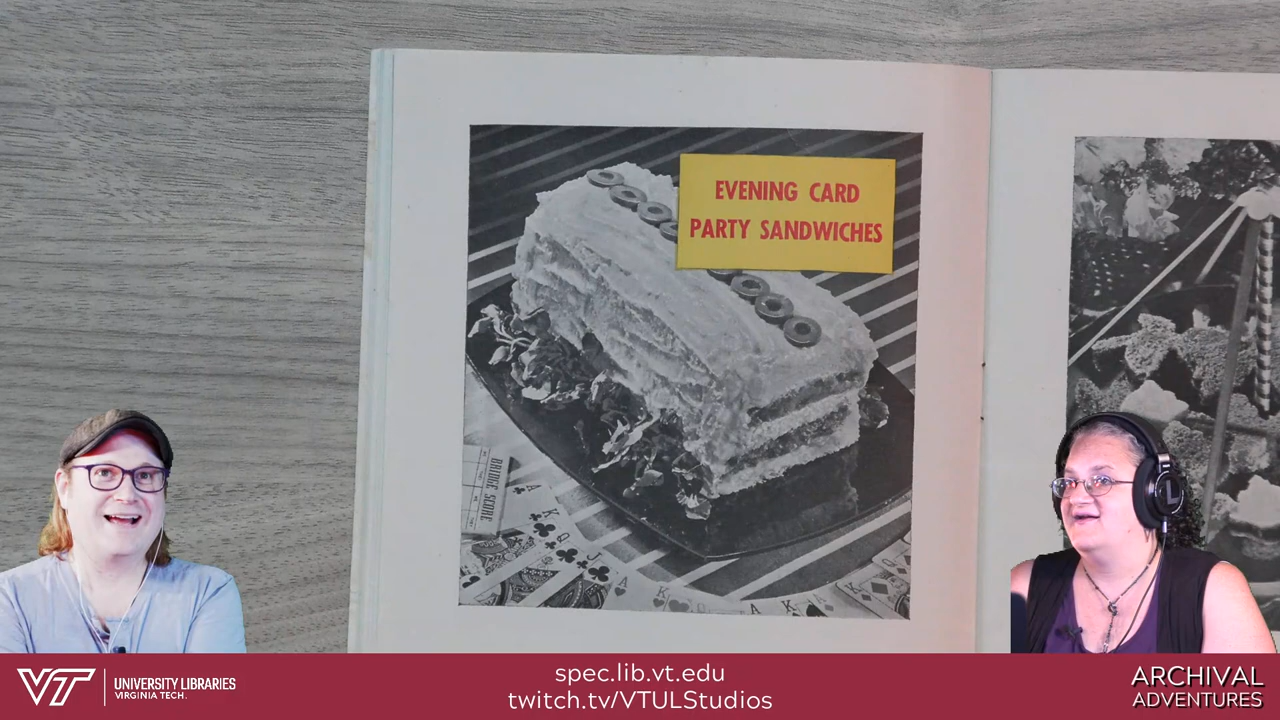 EVENING CARD
PARTY SANDWICHES
BRIDGE SCORE
A
K
Q
J
A
K
Q
A
K
A
K
Q
VT
UNIVERSITY LIBRARIES
VIRGINIA TECH.
spec.lib.vt.edu
twitch.tv/VTULStudios
ARCHIVAL
ADVENTURES